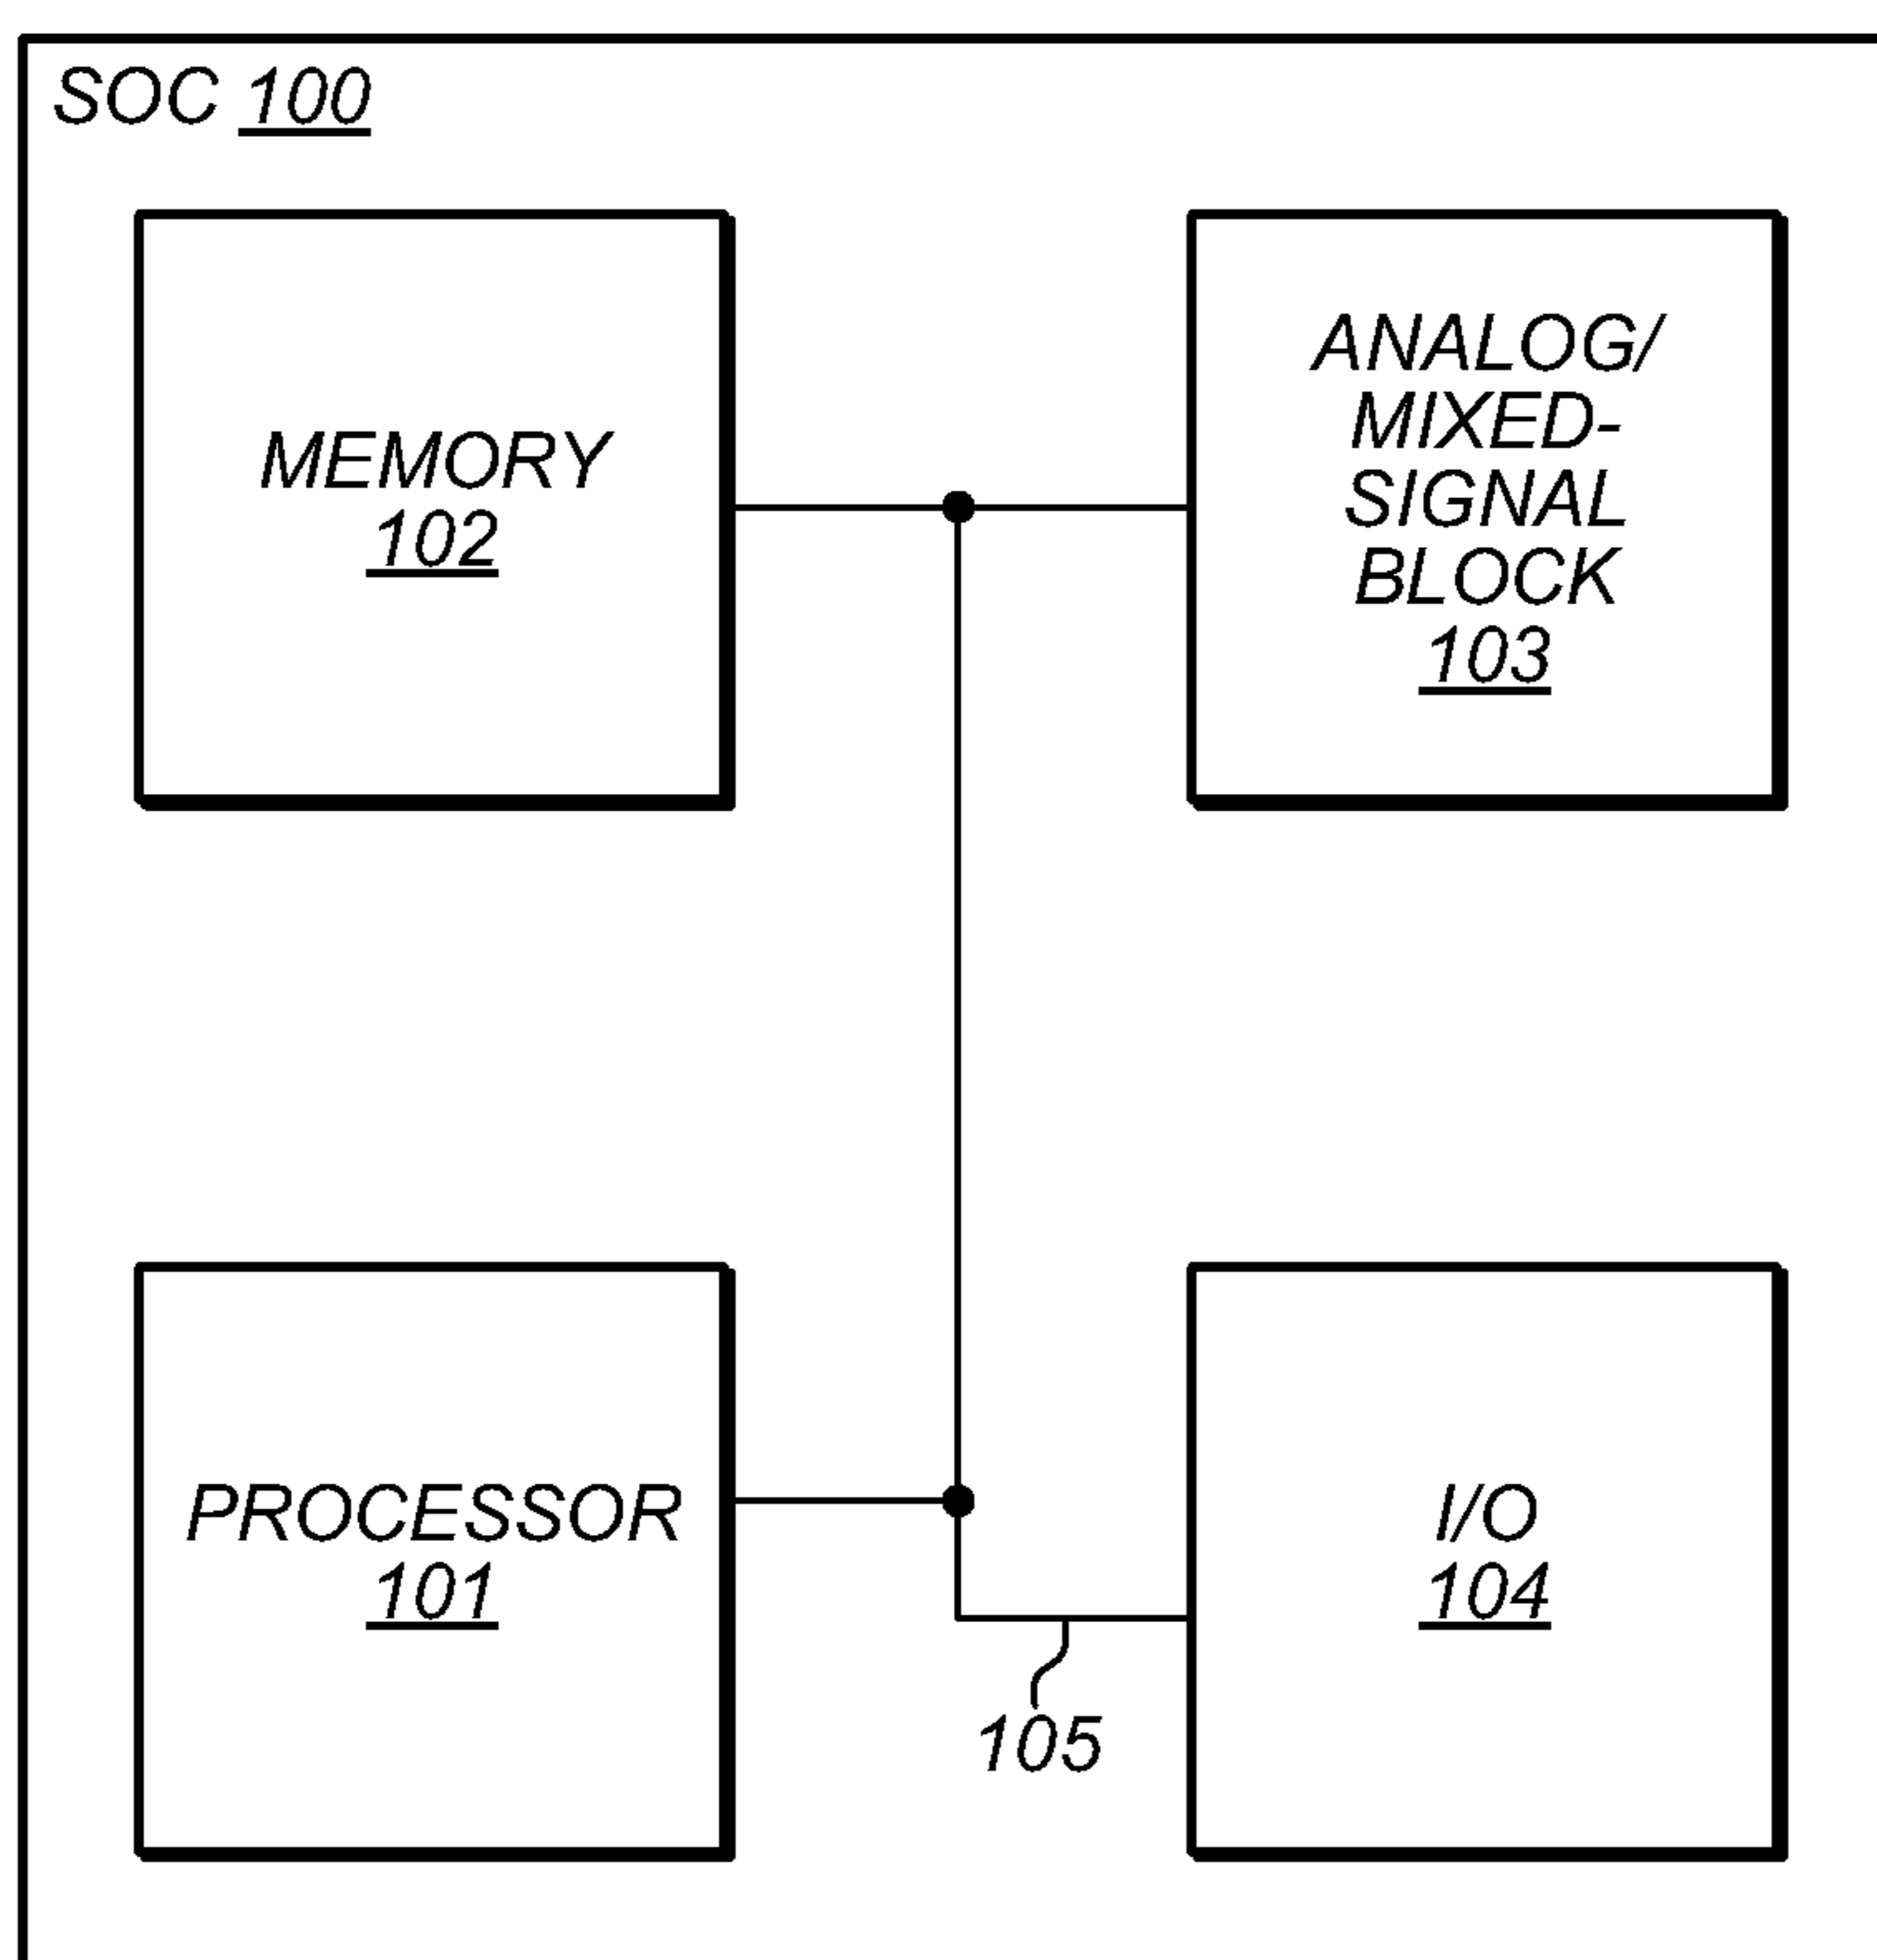 SOC 100
MEMORY
102
ANALOG/
MIXED-
SIGNAL
BLOCK
103
PROCESSOR
101
I/O
104
105